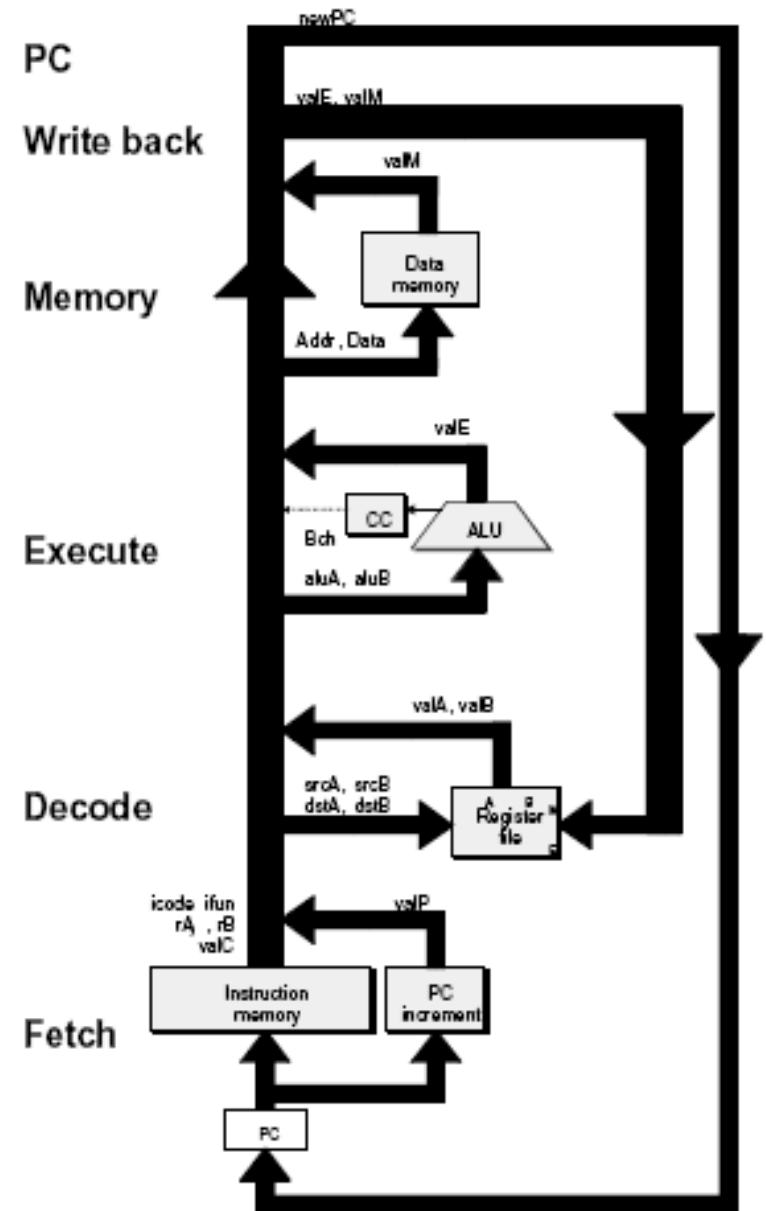 newPC
PC
valE, valM
Write back
valM
Data
memory
Memory
Addr, Data
valE
CC
ALU
Bch
Execute
aluA, aluB
valA, valB
srcA, srcB
dstA, dstB
A B
M
Register
file
E
Decode
icode ifun
rA, rB
valC
valP
Instruction
memory
PC
increment
Fetch
PC